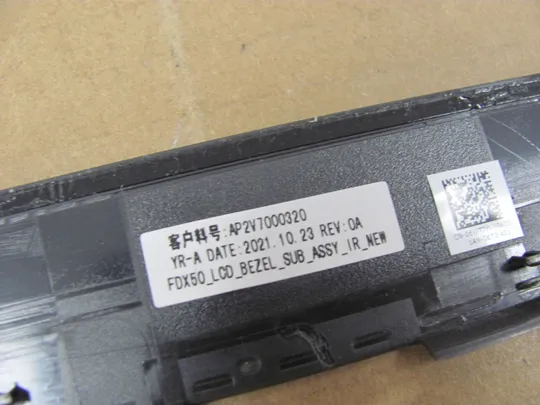 客户料号:AP2V7000320
YR-A DATE:2021.10.23 REV:0A
FDX50_LCD_BEZEL_SUB_ASSY_IR_NEW